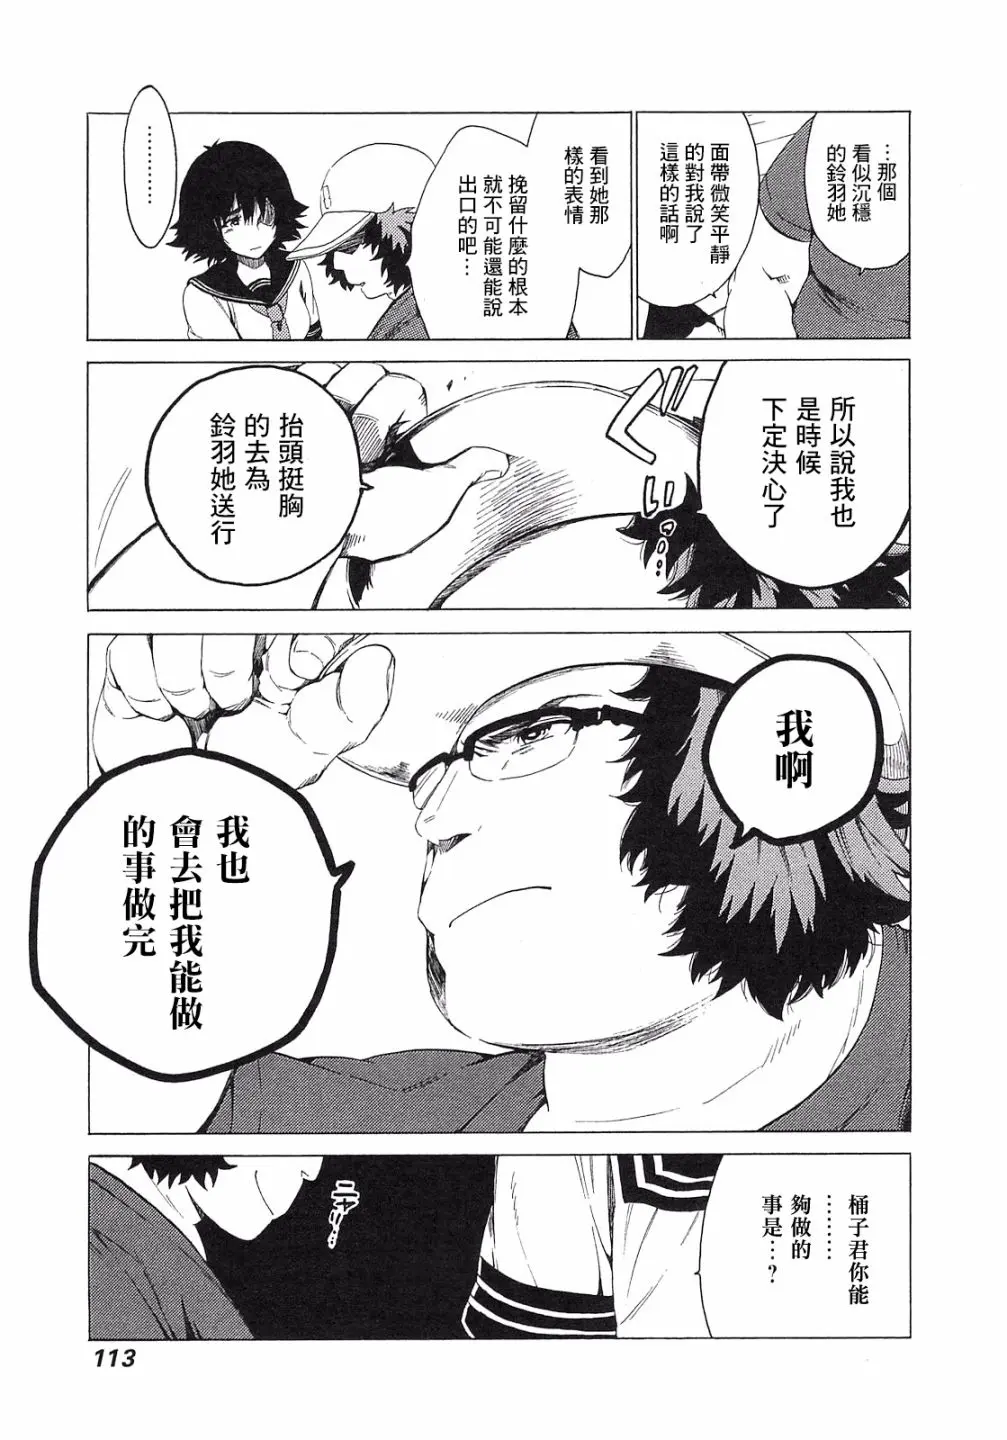 …那個
看似沉穩
的鈴羽她
面帶微笑平靜
的對我說了
這樣的話啊
看到她那
樣的表情
挽留什麼的根本
就不可能還能說
出口的吧…
………
所以說我也
是時候
下定決心了
抬頭挺胸
的去為
鈴羽她送行
我啊
我也
會去把我能做
的事做完
桶子君你能
………
夠做的
事是…？
ニヤリ
113